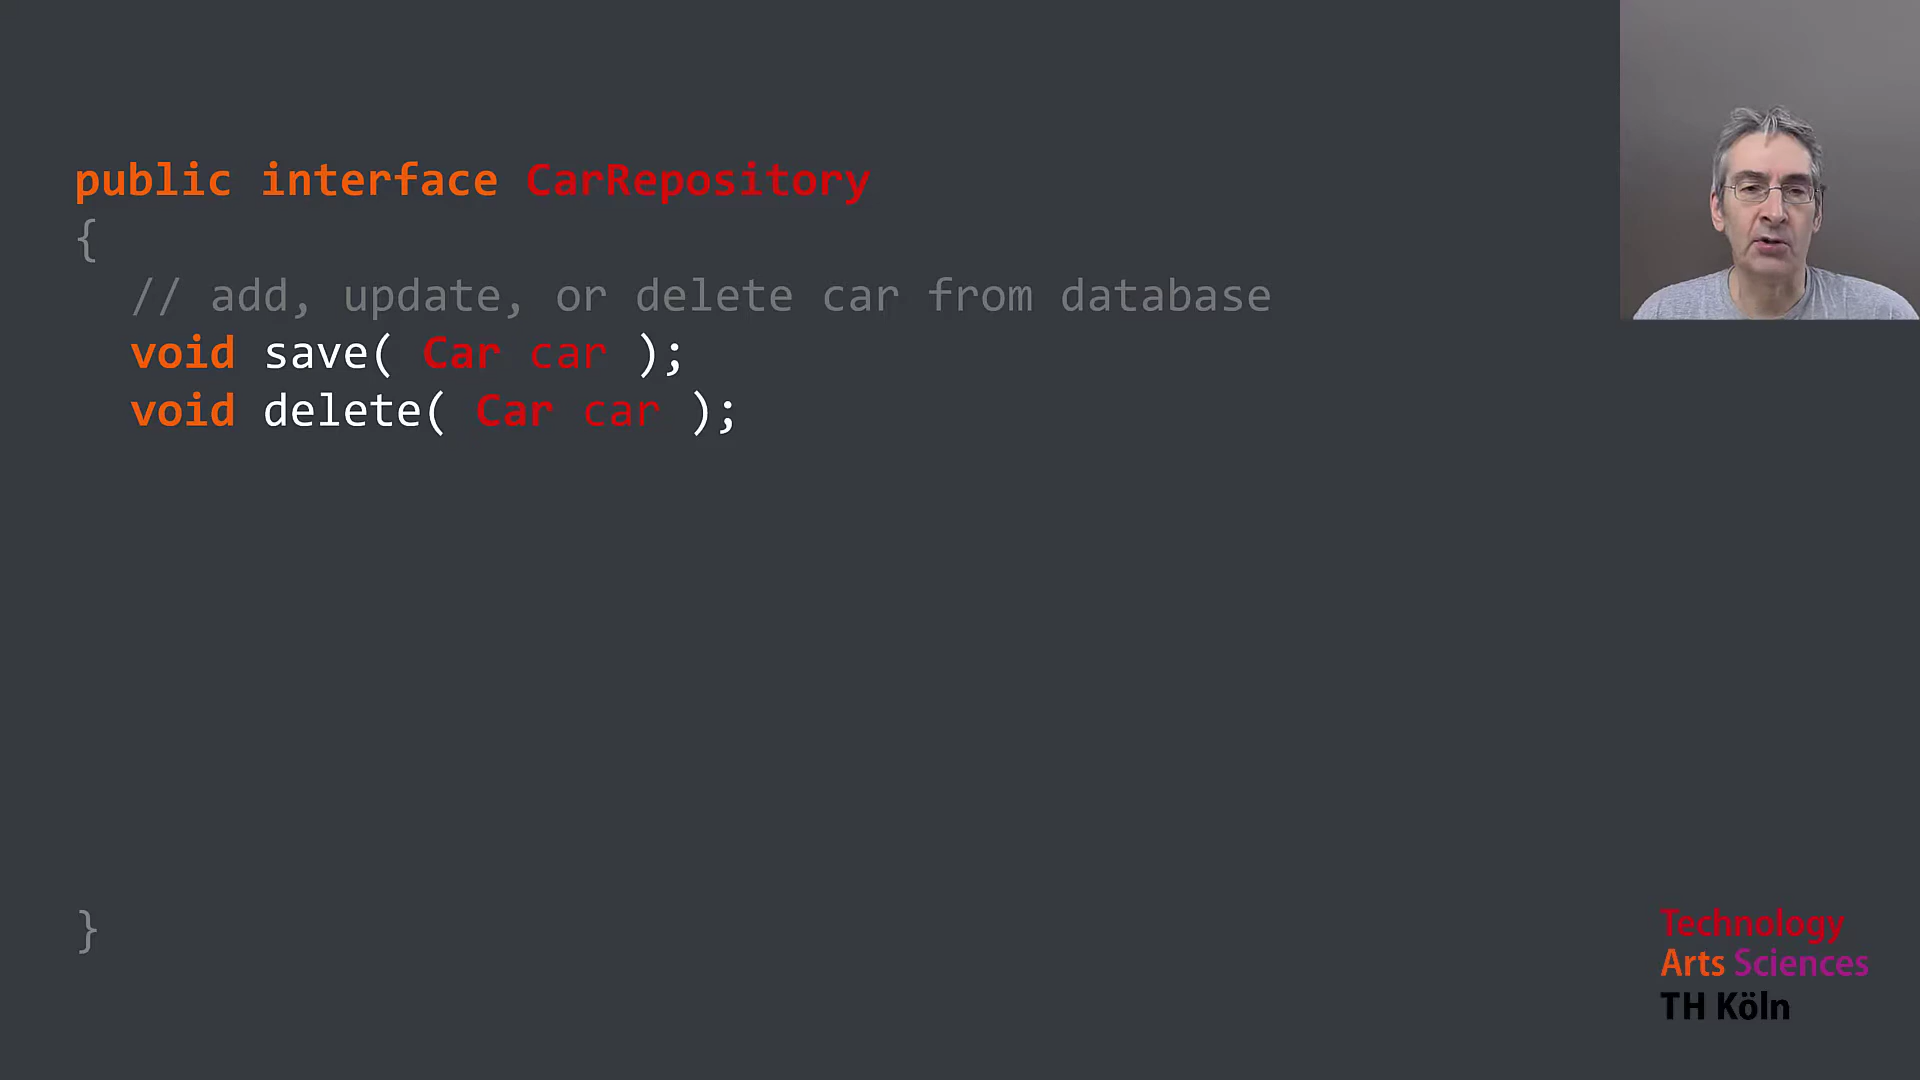 public interface CarRepository
{
// add, update, or delete car from database
void save( Car car );
void delete( Car car );
}
Technology
Arts Sciences
TH Köln